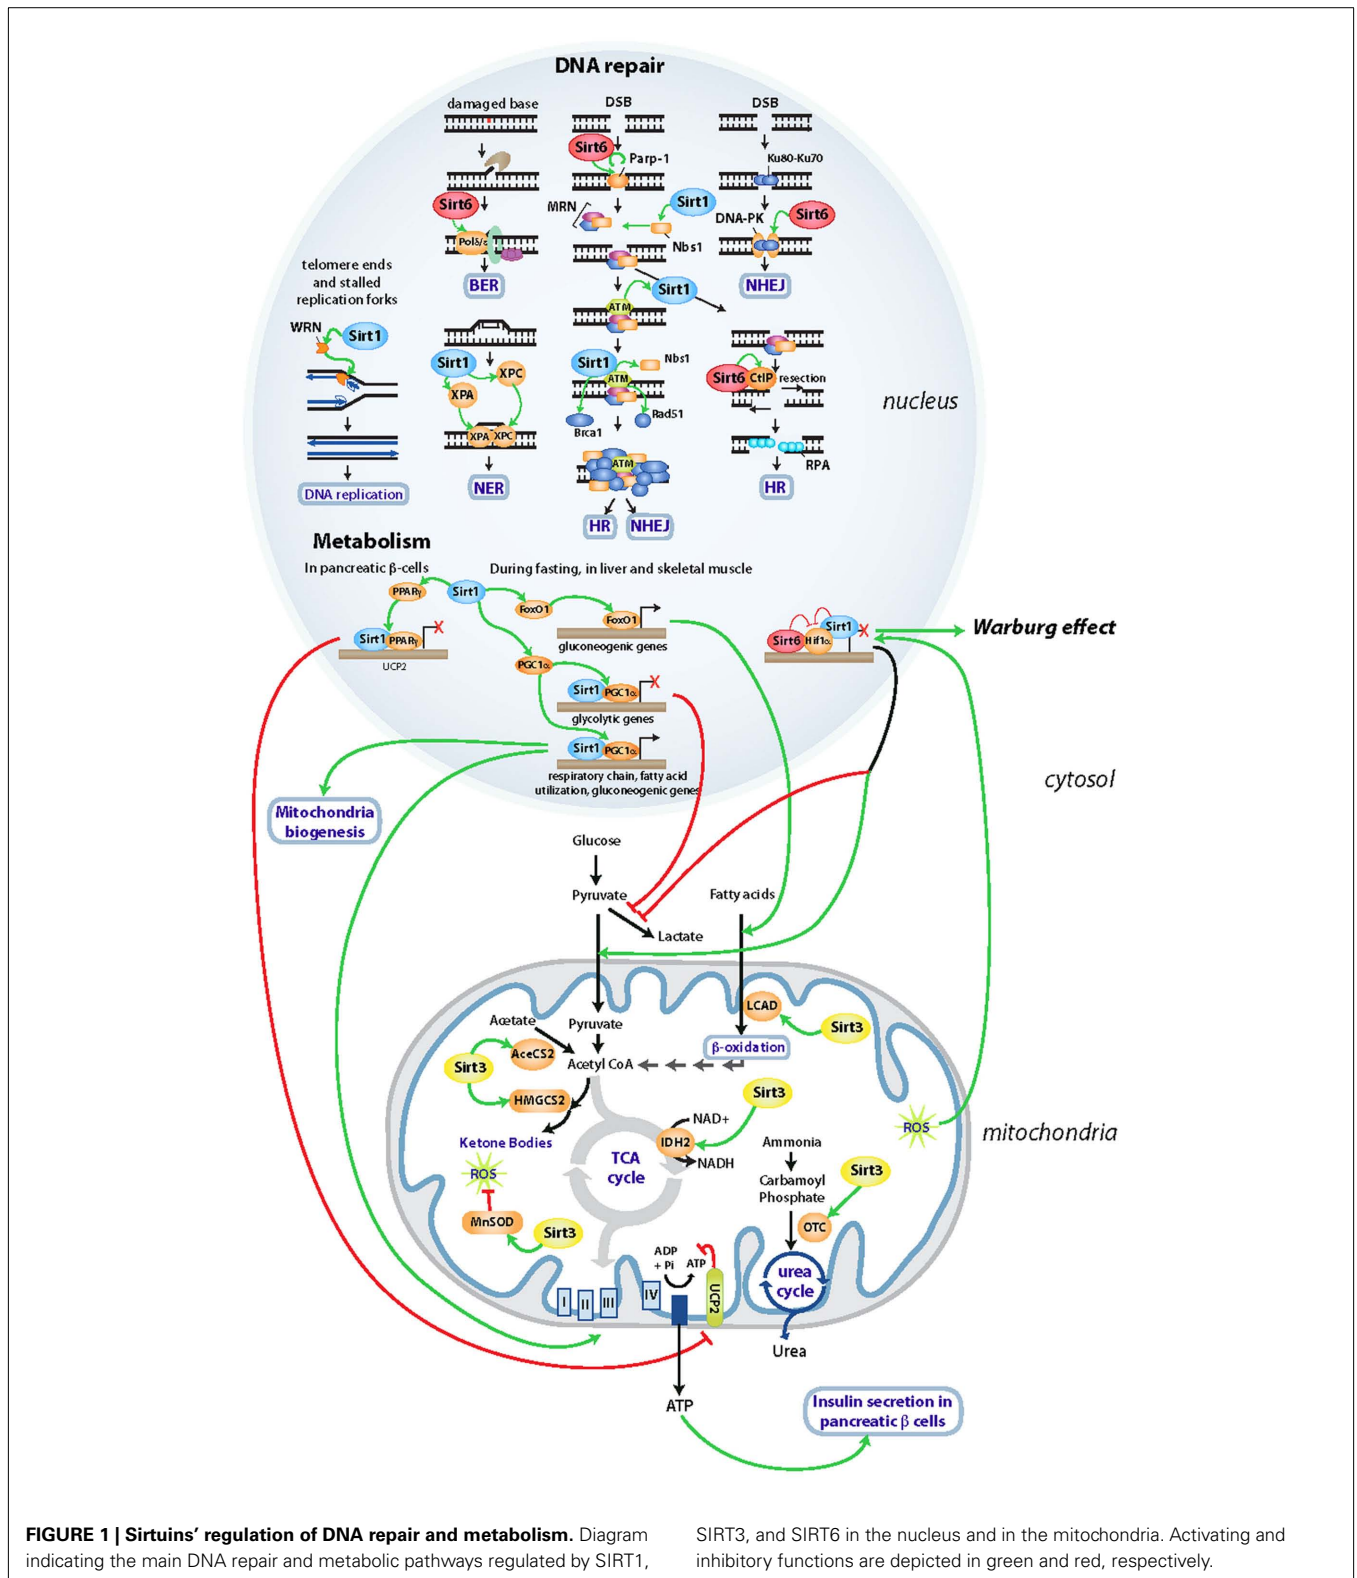 DNA repair
damaged base
DSB
DSB
Sirt6
Parp-1
Ku80-Ku70
Sirt6
MRN
Sirt1
Nbs1
DNA-PK
Sirt6
Polδ/ε
BER
NHEJ
telomere ends
and stalled
replication forks
WRN
Sirt1
ATM
Sirt1
Sirt1
XPC
XPA
XPA
XPC
NER
Sirt1
Nbs1
ATM
Brca1
Rad51
ATM
HR
NHEJ
Sirt6
CtIP
resection
RPA
HR
DNA replication
nucleus
Metabolism
In pancreatic β-cells
During fasting, in liver and skeletal muscle
PPARγ
Sirt1
FoxO1
FoxO1
gluconeogenic genes
Sirt1
PPARγ
X
UCP2
PGC1α
Sirt1
PGC1α
X
glycolytic genes
Sirt1
PGC1α
respiratory chain, fatty acid
utilization, gluconeogenic genes
Sirt6
Hif1α
Sirt1
X
Warburg effect
cytosol
Mitochondria
biogenesis
Glucose
Pyruvate
Fatty acids
Lactate
LCAD
Sirt3
Acetate
Pyruvate
β-oxidation
AceCS2
Acetyl CoA
Sirt3
HMGCS2
Sirt3
NAD+
IDH2
NADH
Ketone Bodies
TCA
cycle
ROS
MnSOD
Sirt3
Ammonia
Carbamoyl
Phosphate
Sirt3
OTC
ROS
mitochondria
urea
cycle
Urea
I
II
III
IV
ADP
+ Pi
ATP
UCP2
ATP
Insulin secretion in
pancreatic β cells
FIGURE 1 | Sirtuins’ regulation of DNA repair and metabolism. Diagram
indicating the main DNA repair and metabolic pathways regulated by SIRT1,
SIRT3, and SIRT6 in the nucleus and in the mitochondria. Activating and
inhibitory functions are depicted in green and red, respectively.